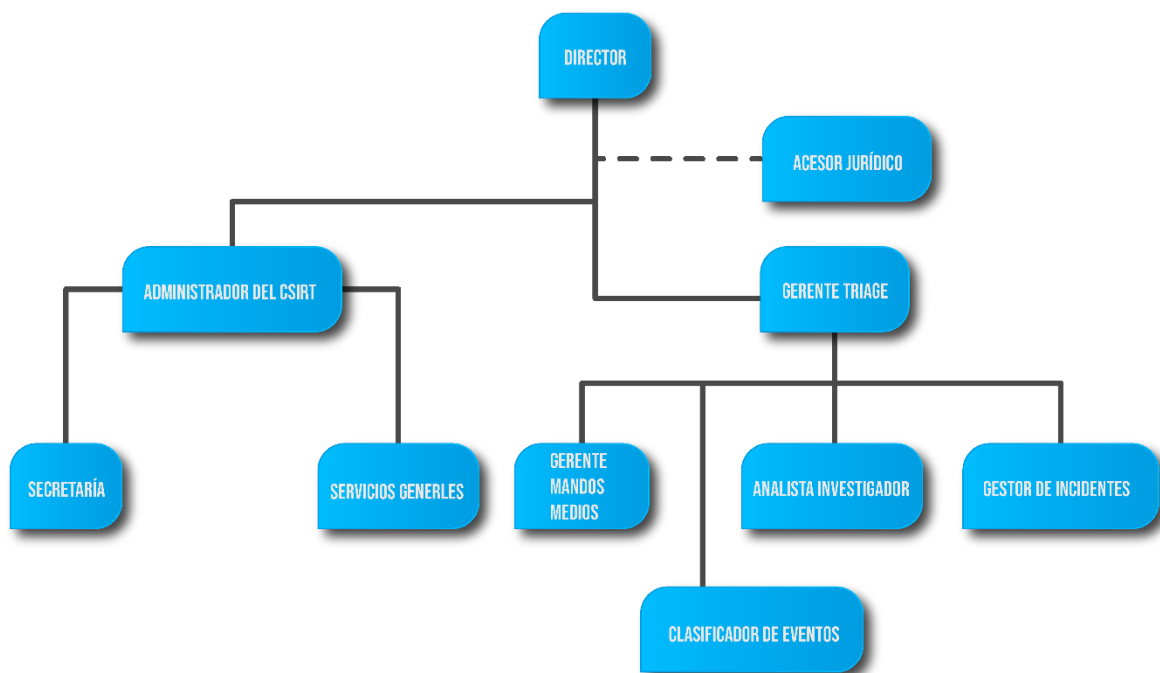 DIRECTOR
ACESOR JURÍDICO
ADMINISTRADOR DEL CSIRT
GERENTE TRIAGE
SECRETARÍA
SERVICIOS GENERLES
GERENTE
MANDOS
MEDIOS
ANALISTA INVESTIGADOR
GESTOR DE INCIDENTES
CLASIFICADOR DE EVENTOS